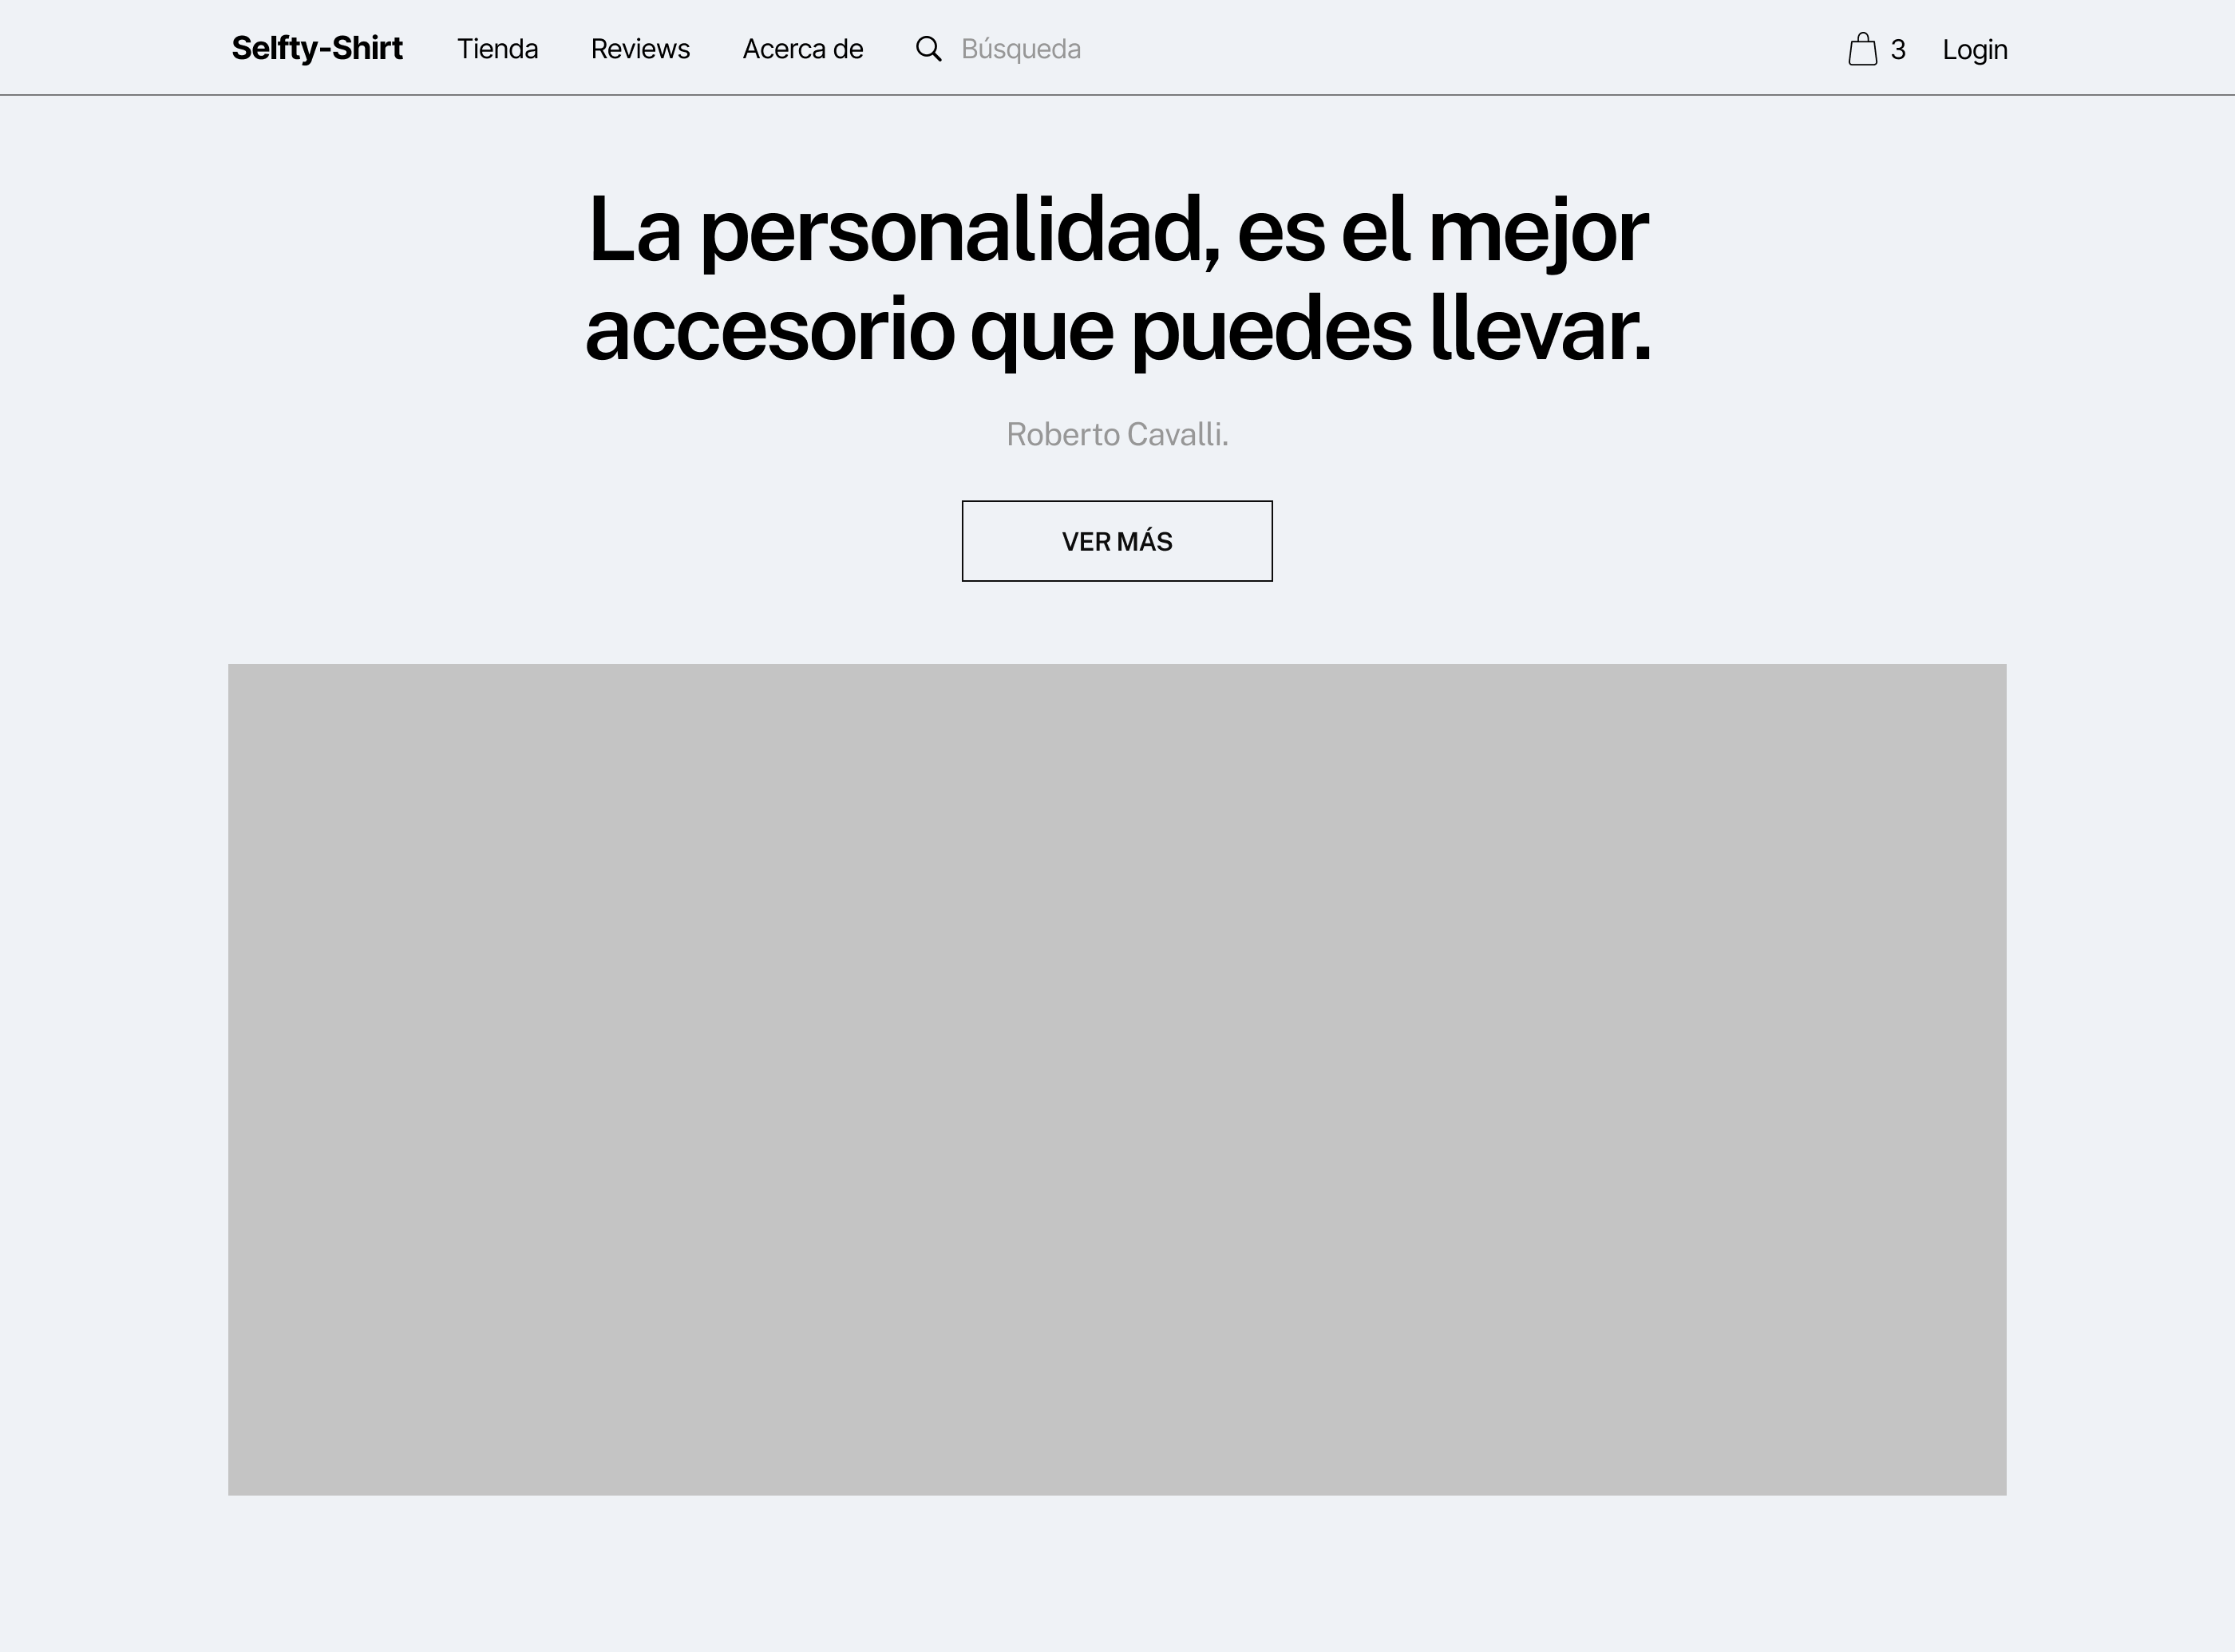 Selfty-Shirt Tienda Reviews Acerca de Búsqueda 3 Login
La personalidad, es el mejor
accesorio que puedes llevar.
Roberto Cavalli.
VER MÁS